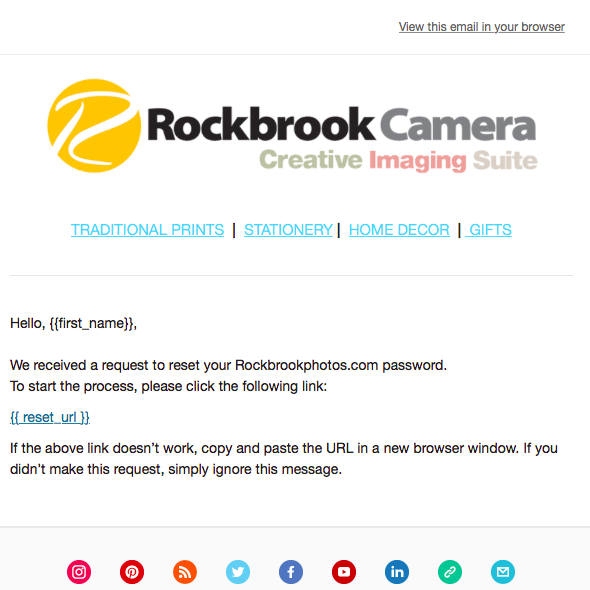 View this email in your browser
Rockbrook Camera
Creative Imaging Suite
TRADITIONAL PRINTS | STATIONERY | HOME DECOR | GIFTS
Hello, {{first_name}},
We received a request to reset your Rockbrookphotos.com password.
To start the process, please click the following link:
{{ reset_url }}
If the above link doesn’t work, copy and paste the URL in a new browser window. If you
didn’t make this request, simply ignore this message.